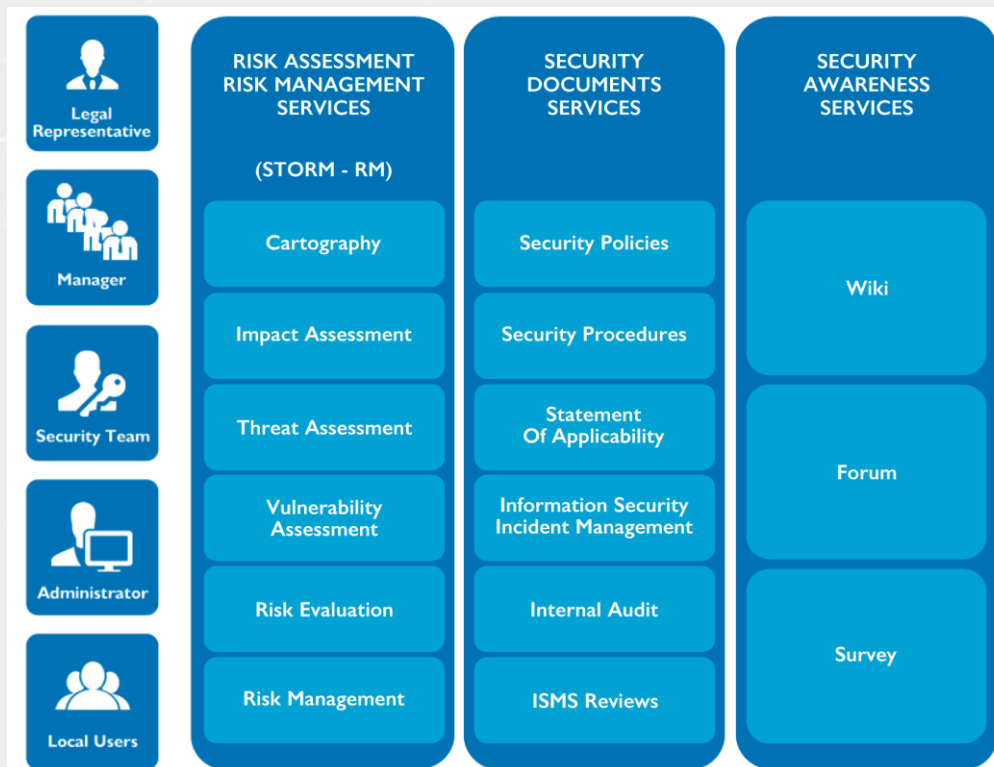 Legal
Representative
Manager
Security Team
Administrator
Local Users
RISK ASSESSMENT
RISK MANAGEMENT
SERVICES
(STORM - RM)
Cartography
Impact Assessment
Threat Assessment
Vulnerability
Assessment
Risk Evaluation
Risk Management
SECURITY
DOCUMENTS
SERVICES
Security Policies
Security Procedures
Statement
Of Applicability
Information Security
Incident Management
Internal Audit
ISMS Reviews
SECURITY
AWARENESS
SERVICES
Wiki
Forum
Survey